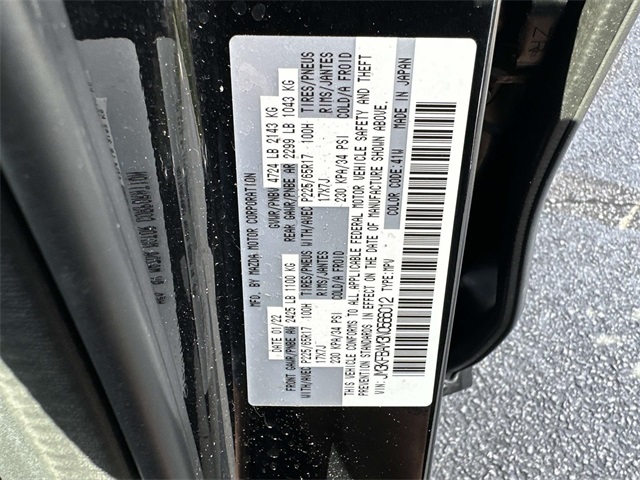 MFD. BY MAZDA MOTOR CORPORATION
DATE 01/22 GVWR/PNBV 4724 LB 2143 KG
FRONT GAWR/PNBE AV 2425 LB 1100 KG REAR GAWR/PNBE AR 2299 LB 1043 KG
WITH/AVEC P225/65R17 100H TIRES/PNEUS WITH/AVEC P225/65R17 100H TIRES/PNEUS
17X7J RIMS/JANTES 17X7J RIMS/JANTES
230 KPA/34 PSI COLD/A FROID 230 KPA/34 PSI COLD/A FROID
THIS VEHICLE CONFORMS TO ALL APPLICABLE FEDERAL MOTOR VEHICLE SAFETY AND THEFT
PREVENTION STANDARDS IN EFFECT ON THE DATE OF MANUFACTURE SHOWN ABOVE.
COLOR CODE: 41W
TYPE: MPV MADE IN JAPAN